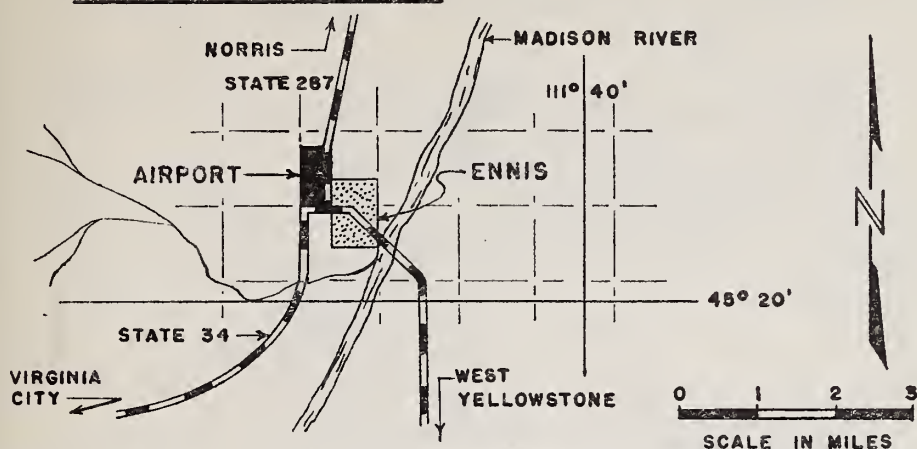 NORRIS
STATE 287
MADISON RIVER
111° 40'
AIRPORT
ENNIS
N
45° 20'
STATE 34
VIRGINIA
CITY
WEST
YELLOWSTONE
0 1 2 3
SCALE IN MILES